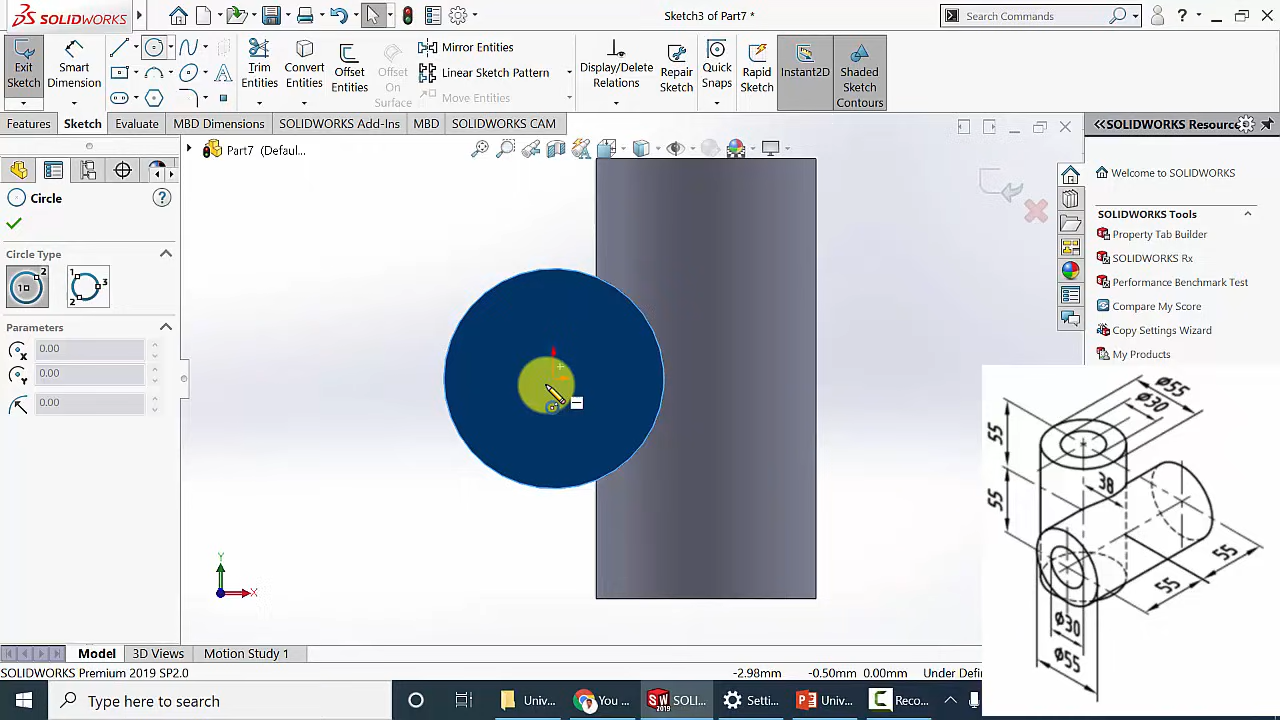 SOLIDWORKS
Sketch3 of Part7 *
Search Commands
?
Exit Sketch
Smart Dimension
Trim Entities
Convert Entities
Offset Entities
Offset On Surface
Mirror Entities
Linear Sketch Pattern
Move Entities
Display/Delete Relations
Repair Sketch
Quick Snaps
Rapid Sketch
Instant2D
Shaded Sketch Contours
Features
Sketch
Evaluate
MBD Dimensions
SOLIDWORKS Add-Ins
MBD
SOLIDWORKS CAM
SOLIDWORKS Resource
Part7 (Defaul...
Circle
Circle Type
Parameters
0.00
0.00
0.00
Welcome to SOLIDWORKS
SOLIDWORKS Tools
Property Tab Builder
SOLIDWORKS Rx
Performance Benchmark Test
Compare My Score
Copy Settings Wizard
My Products
Ø55
Ø30
55
38
55
55
55
Ø30
Ø55
Y
X
Model
3D Views
Motion Study 1
SOLIDWORKS Premium 2019 SP2.0
-2.98mm
-0.50mm
0.00mm
Under Defin
Type here to search
Univ...
You ...
SOLI...
Setti...
Univ...
Reco...